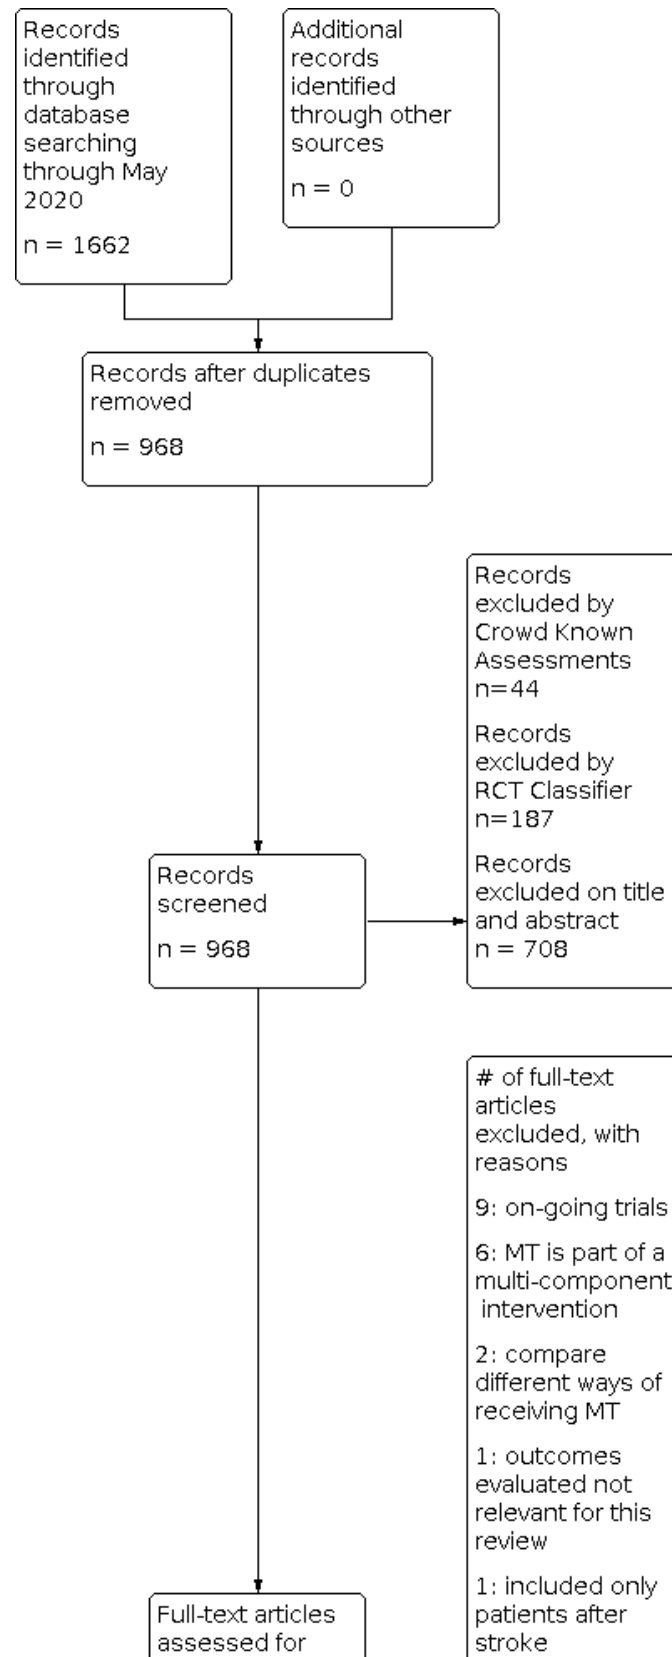 Records
identified
through
database
searching
through May
2020
n = 1662
Additional
records
identified
through other
sources
n = 0
Records after duplicates
removed
n = 968
Records
excluded by
Crowd Known
Assessments
n=44
Records
excluded by
RCT Classifier
n=187
Records
excluded on title
and abstract
n = 708
Records
screened
n = 968
# of full-text
articles
excluded, with
reasons
9: on-going trials
6: MT is part of a
multi-component
intervention
2: compare
different ways of
receiving MT
1: outcomes
evaluated not
relevant for this
review
1: included only
patients after
stroke
Full-text articles
assessed for